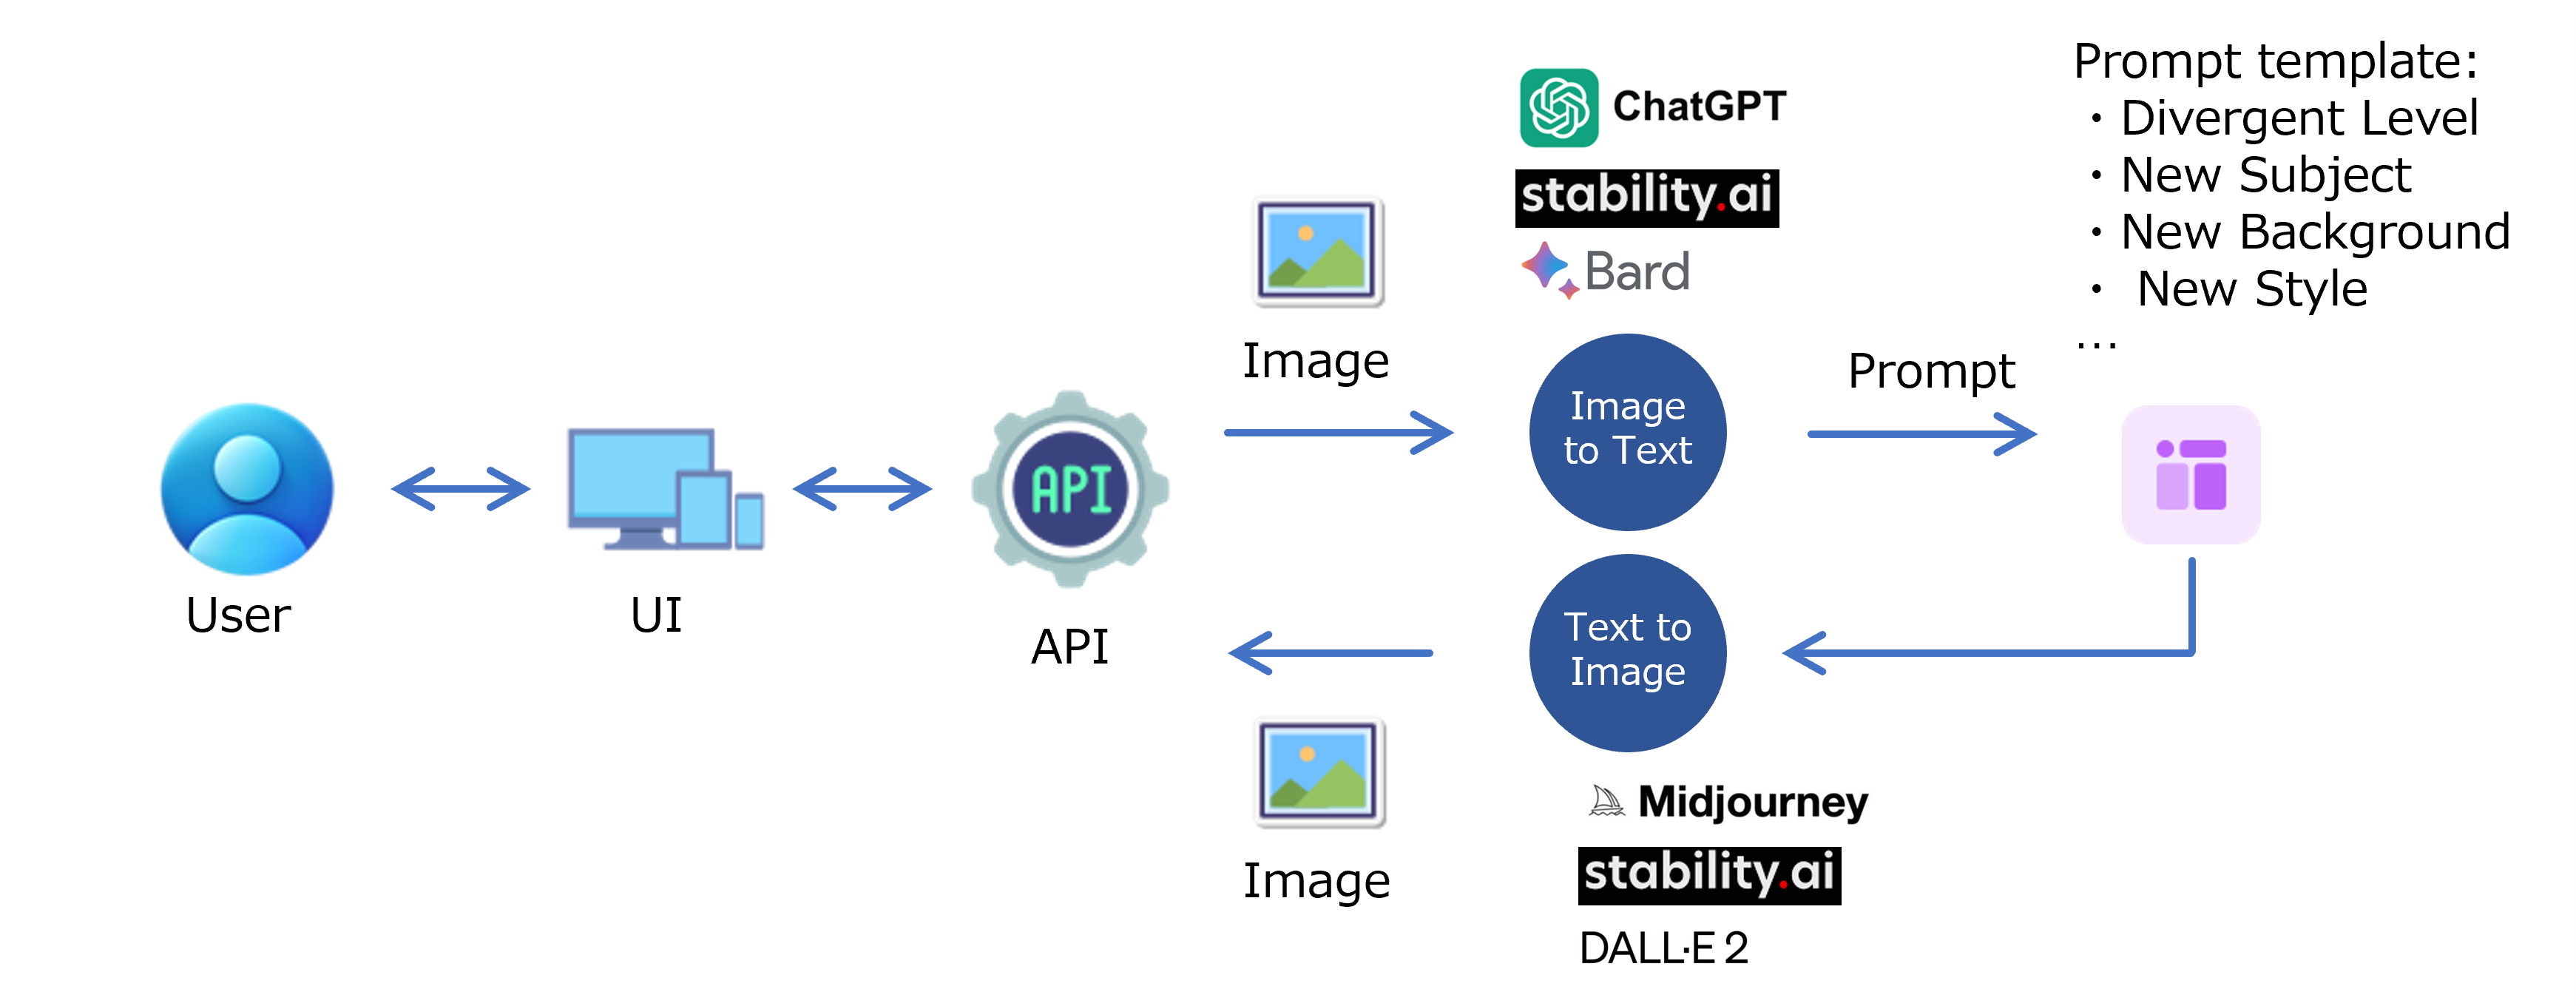 Prompt template:
・Divergent Level
・New Subject
・New Background
・ New Style
…
ChatGPT
stability.ai
Bard
Image
Image
to Text
Prompt
API
User
UI
API
Text to
Image
Image
Midjourney
stability.ai
DALL·E 2